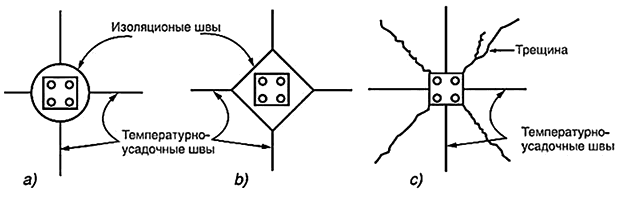 Изоляционые швы
Трещина
Температурно-
усадочные швы
Температурно-
усадочные швы
a)
b)
c)